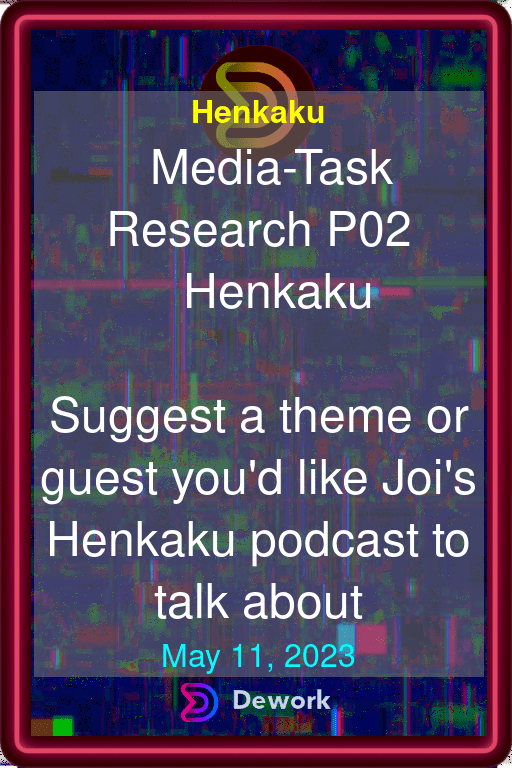 Henkaku
Media-Task
Research P02
Henkaku
Suggest a theme or
guest you'd like Joi's
Henkaku podcast to
talk about
May 11, 2023
Dework